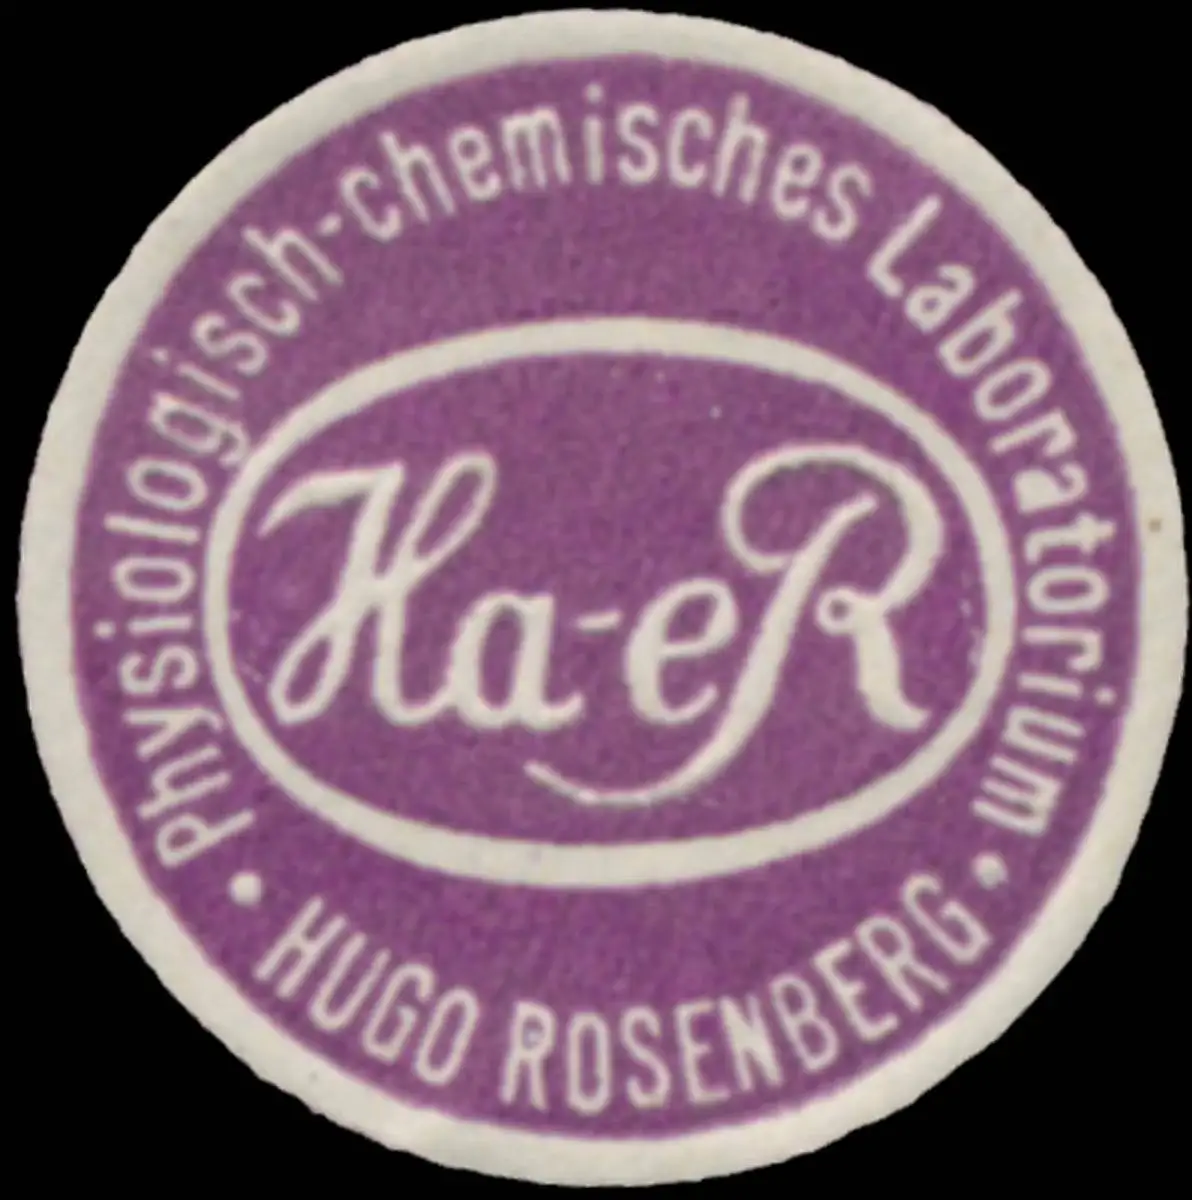 Physiologisch-chemisches Laboratorium
Ha-eR
• HUGO ROSENBERG •